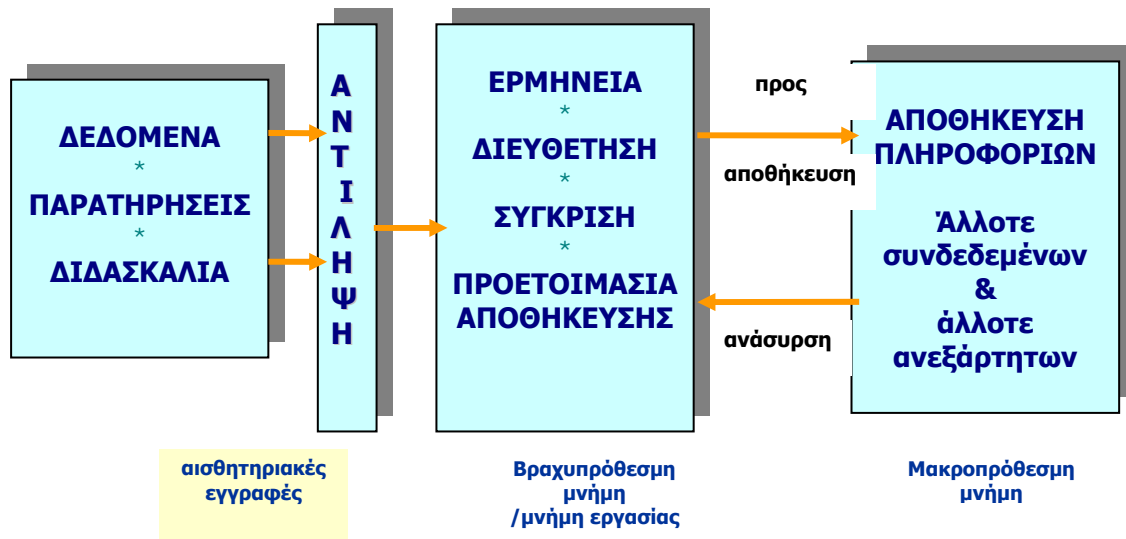 ΔΕΔΟΜΕΝΑ
*
ΠΑΡΑΤΗΡΗΣΕΙΣ
*
ΔΙΔΑΣΚΑΛΙΑ
Α
Ν
Τ
Ι
Λ
Η
Ψ
Η
ΕΡΜΗΝΕΙΑ
*
ΔΙΕΥΘΕΤΗΣΗ
*
ΣΥΓΚΡΙΣΗ
*
ΠΡΟΕΤΟΙΜΑΣΙΑ
ΑΠΟΘΗΚΕΥΣΗΣ
προς
αποθήκευση
ανάσυρση
ΑΠΟΘΗΚΕΥΣΗ
ΠΛΗΡΟΦΟΡΙΩΝ
Άλλοτε
συνδεδεμένων
&
άλλοτε
ανεξάρτητων
αισθητηριακές
εγγραφές
Βραχυπρόθεσμη
μνήμη
/μνήμη εργασίας
Μακροπρόθεσμη
μνήμη